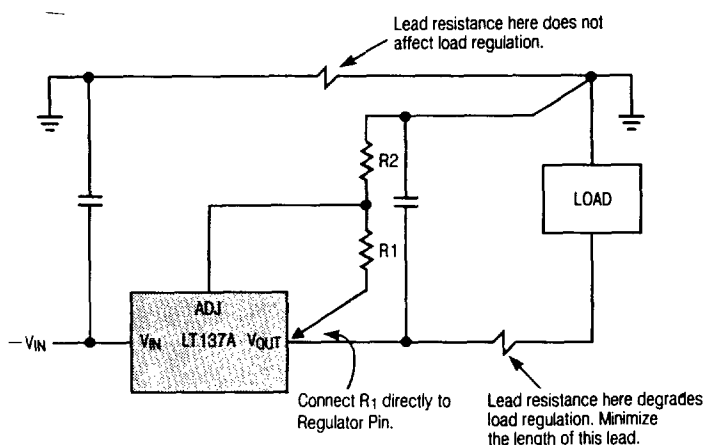 Lead resistance here does not
affect load regulation.
R2
LOAD
R1
ADJ
−VIN
VIN LT137A VOUT
Connect R1 directly to
Regulator Pin.
Lead resistance here degrades
load regulation. Minimize
the length of this lead.